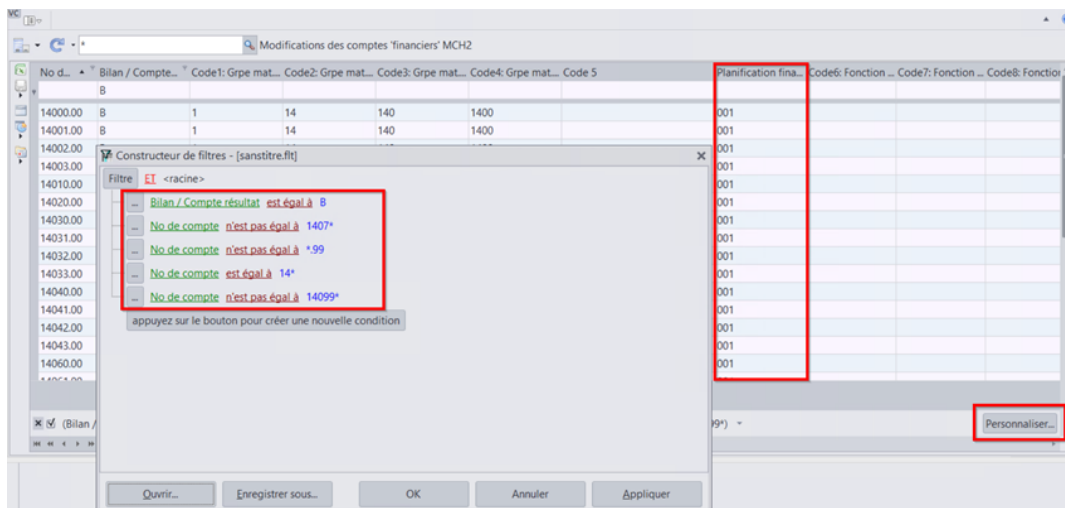 VC
* Modifications des comptes 'financiers' MCH2
No d... Bilan / Compte... Code1: Grpe mat... Code2: Grpe mat... Code3: Grpe mat... Code4: Grpe mat... Code 5 Planification fina... Code6: Fonction ... Code7: Fonction ... Code8: Fonction
B
14000.00 B 1 14 140 1400 001
14001.00 B 1 14 140 1400 001
14002.00 001
14003.00 001
14010.00 001
14020.00 001
14030.00 001
14031.00 001
14032.00 001
14033.00 001
14040.00 001
14041.00 001
14042.00 001
14043.00 001
14060.00 001
Constructeur de filtres - [sanstitre.flt]
Filtre ET <racine>
... Bilan / Compte résultat est égal à B
... No de compte n'est pas égal à 1407*
... No de compte n'est pas égal à *.99
... No de compte est égal à 14*
... No de compte n'est pas égal à 14099*
appuyez sur le bouton pour créer une nouvelle condition
(Bilan / 99*) Personnaliser...
Ouvrir... Enregistrer sous... OK Annuler Appliquer